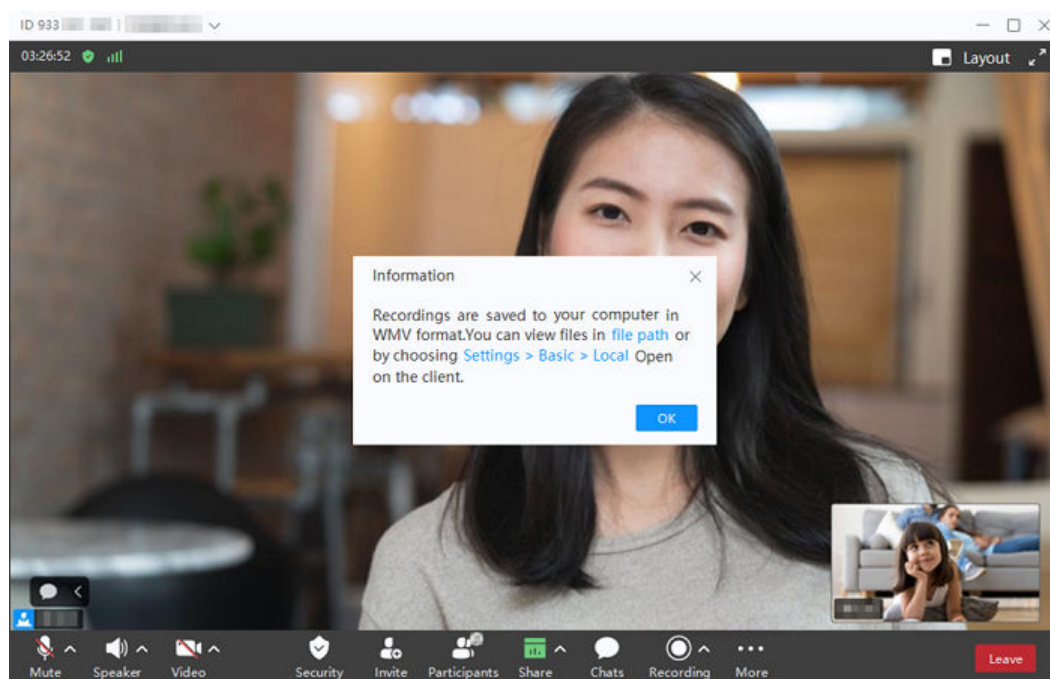 ID 933
03:26:52
Layout
Information
Recordings are saved to your computer in
WMV format.You can view files in file path or
by choosing Settings > Basic > Local Open
on the client.
OK
Mute
Speaker
Video
Security
Invite
Participants
Share
Chats
Recording
More
Leave